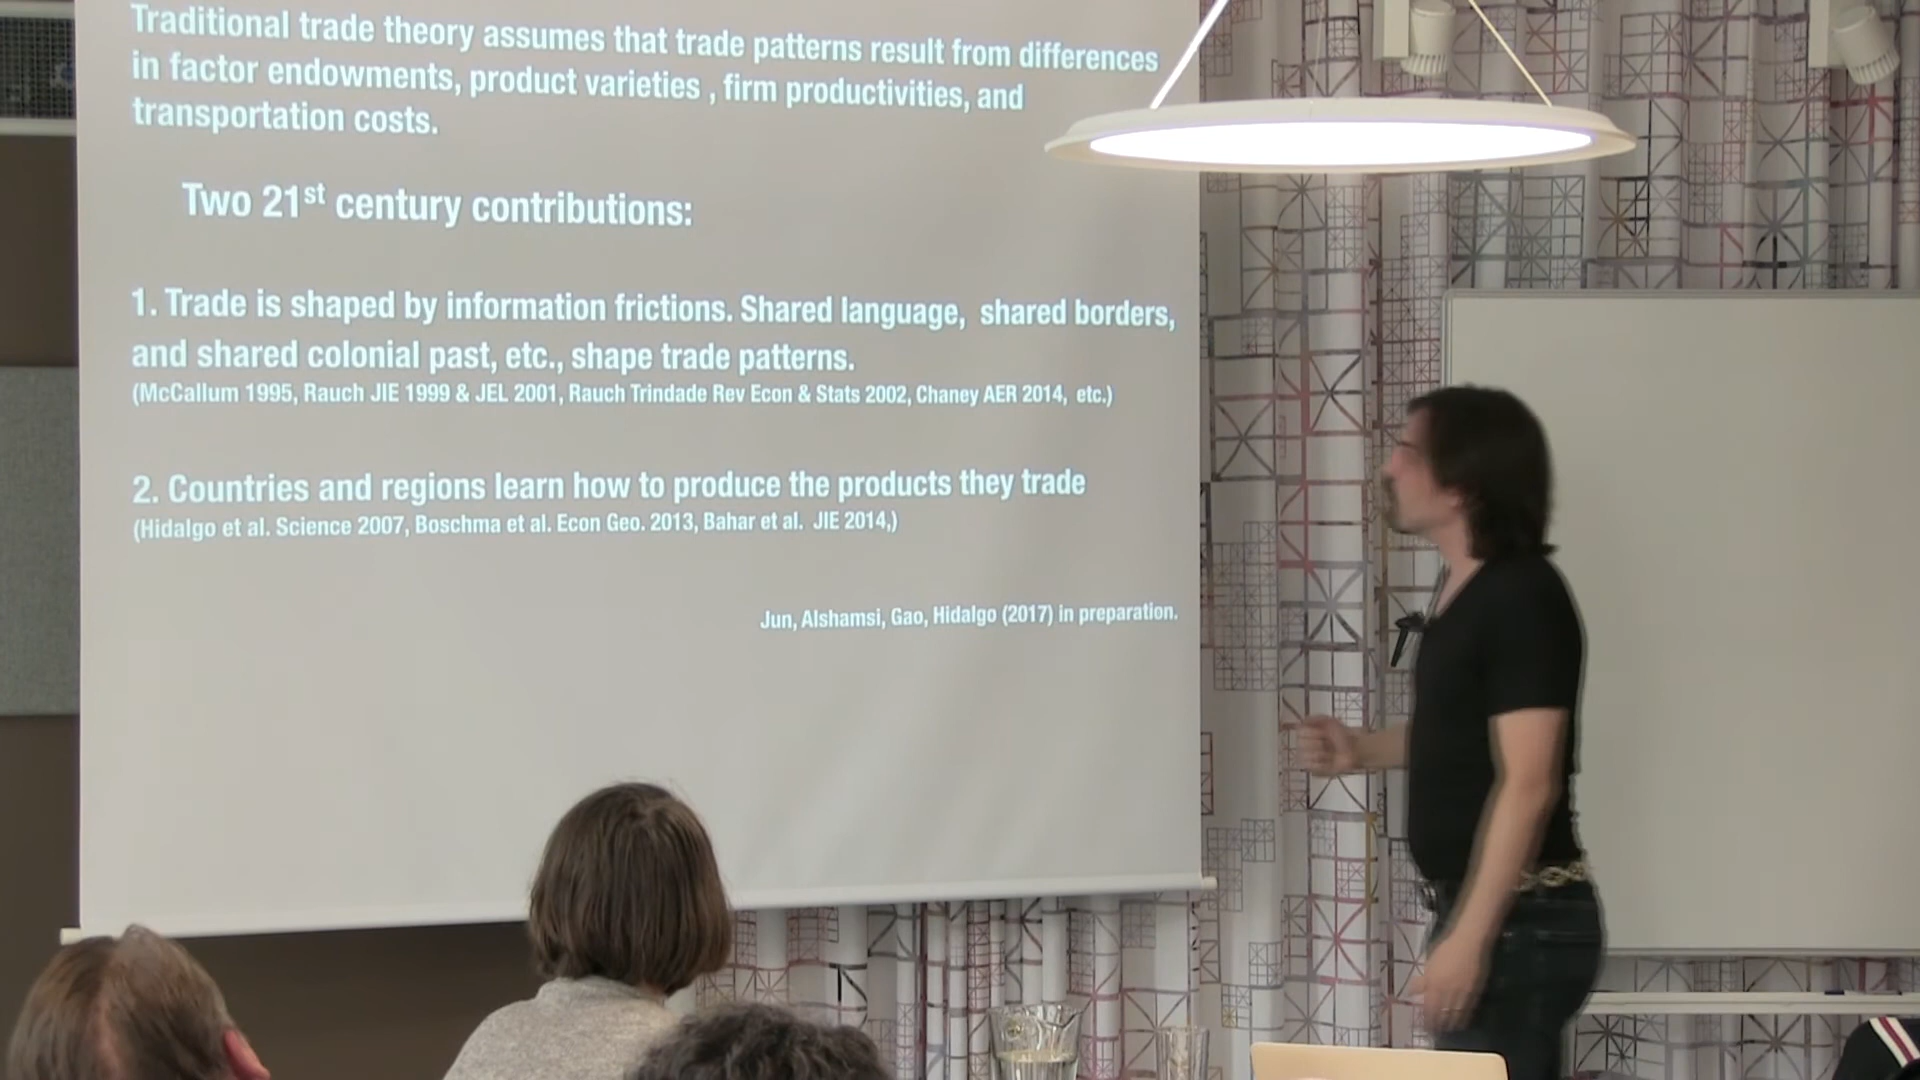 Traditional trade theory assumes that trade patterns result from differences
in factor endowments, product varieties , firm productivities, and
transportation costs.
Two 21st century contributions:
1. Trade is shaped by information frictions. Shared language, shared borders,
and shared colonial past, etc., shape trade patterns.
(McCallum 1995, Rauch JIE 1999 & JEL 2001, Rauch Trindade Rev Econ & Stats 2002, Chaney AER 2014, etc.)
2. Countries and regions learn how to produce the products they trade
(Hidalgo et al. Science 2007, Boschma et al. Econ Geo. 2013, Bahar et al. JIE 2014,)
Jun, Alshamsi, Gao, Hidalgo (2017) in preparation.